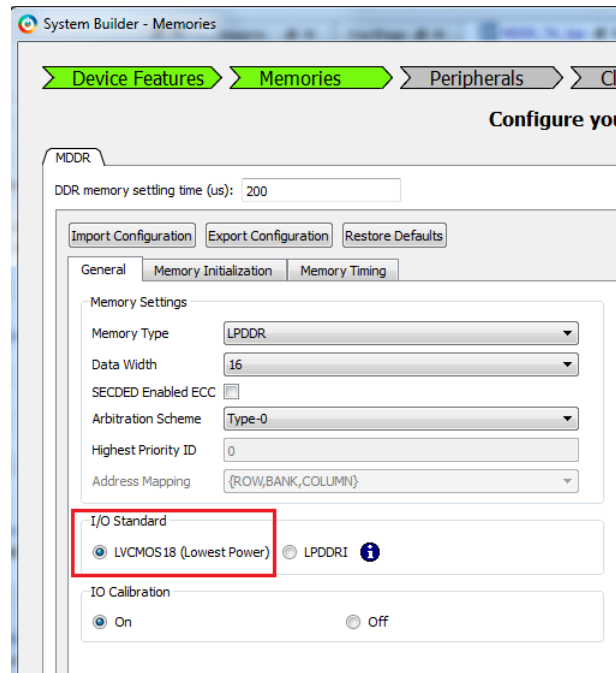 System Builder - Memories
Device Features Memories Peripherals Cl
Configure you
MDDR
DDR memory settling time (us): 200
Import Configuration Export Configuration Restore Defaults
General Memory Initialization Memory Timing
Memory Settings
Memory Type LPDDR
Data Width 16
SECDED Enabled ECC
Arbitration Scheme Type-0
Highest Priority ID 0
Address Mapping {ROW,BANK,COLUMN}
I/O Standard
LVCMOS18 (Lowest Power) LPDDRI
IO Calibration
On Off